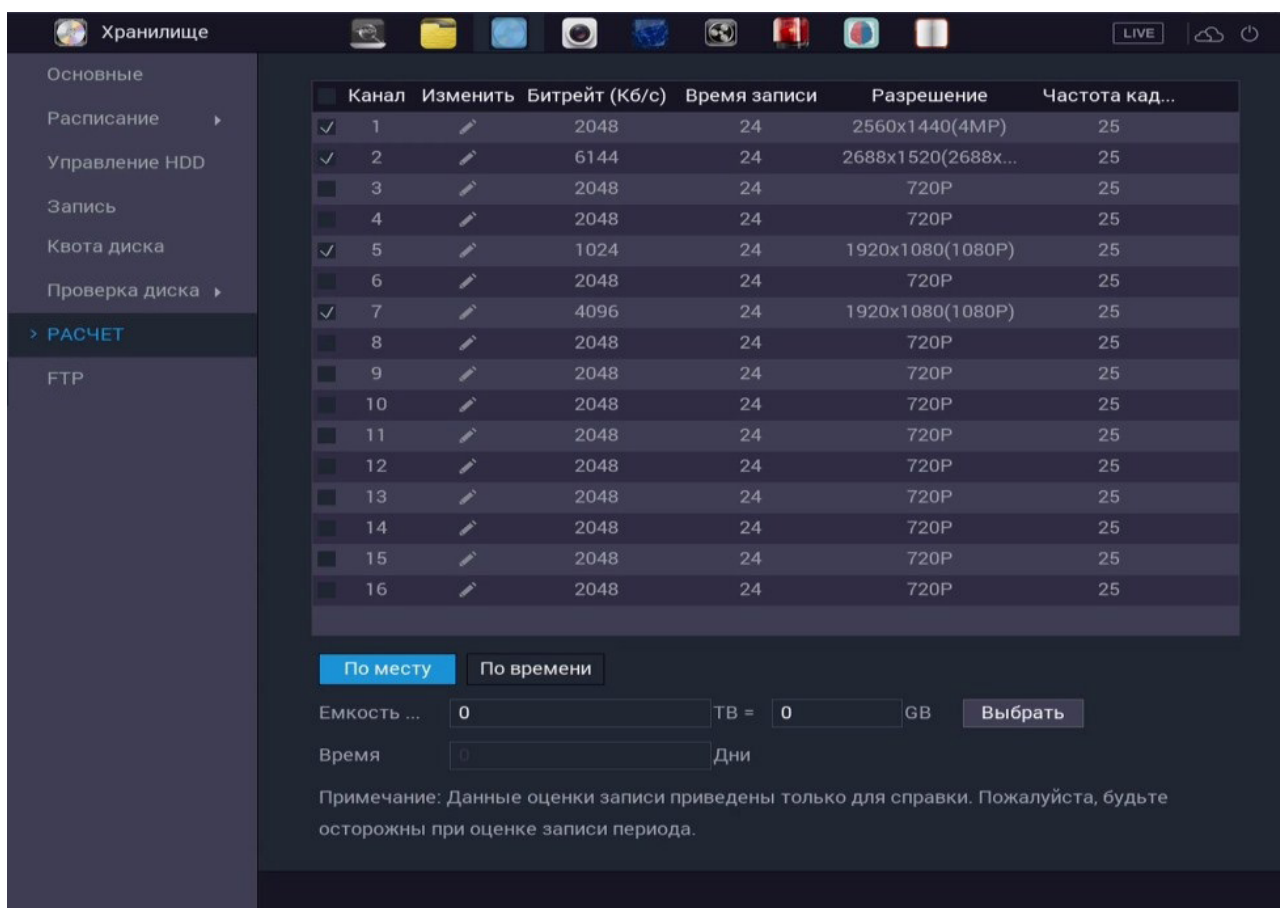 Хранилище
LIVE
Основные
Расписание
Управление HDD
Запись
Квота диска
Проверка диска
> РАСЧЕТ
FTP
Канал Изменить Битрейт (Кб/с) Время записи Разрешение Частота кад...
1 2048 24 2560x1440(4MP) 25
2 6144 24 2688x1520(2688x... 25
3 2048 24 720P 25
4 2048 24 720P 25
5 1024 24 1920x1080(1080P) 25
6 2048 24 720P 25
7 4096 24 1920x1080(1080P) 25
8 2048 24 720P 25
9 2048 24 720P 25
10 2048 24 720P 25
11 2048 24 720P 25
12 2048 24 720P 25
13 2048 24 720P 25
14 2048 24 720P 25
15 2048 24 720P 25
16 2048 24 720P 25
По месту По времени
Емкость ... 0 TB = 0 GB Выбрать
Время 0 Дни
Примечание: Данные оценки записи приведены только для справки. Пожалуйста, будьте
осторожны при оценке записи периода.